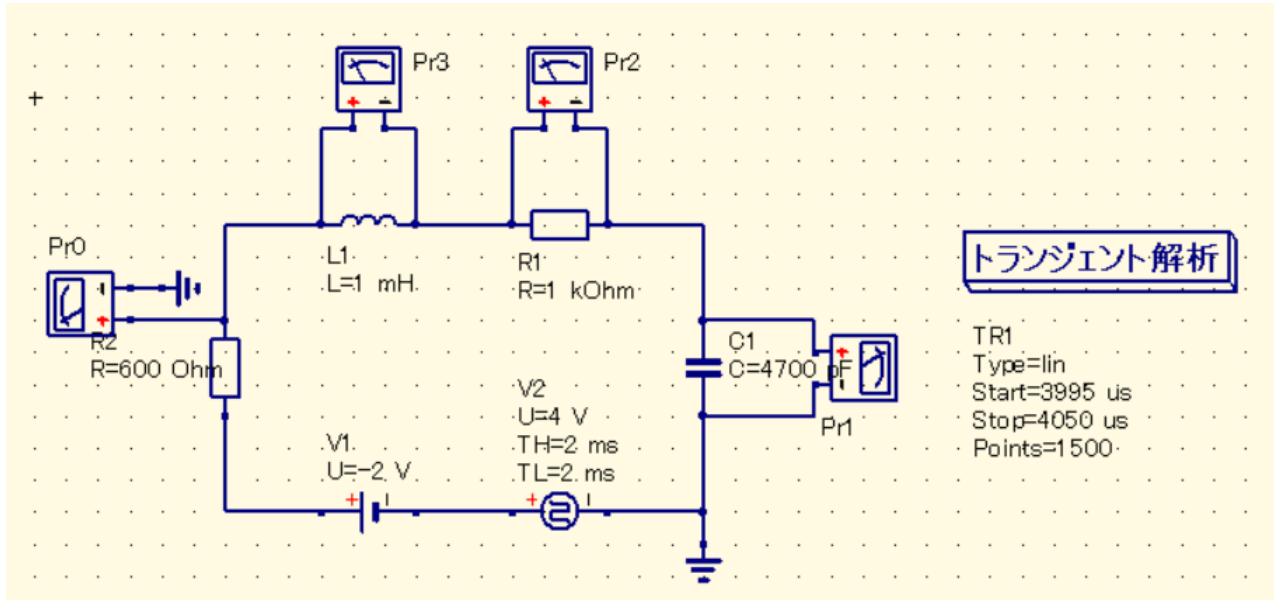 Pr3
Pr2
Pr0
L1
L=1 mH
R1
R=1 kOhm
トランジェント解析
R2
R=600 Ohm
C1
C=4700 pF
Pr1
V1
U=-2 V
V2
U=4 V
TH=2 ms
TL=2 ms
TR1
Type=lin
Start=3995 us
Stop=4050 us
Points=1500